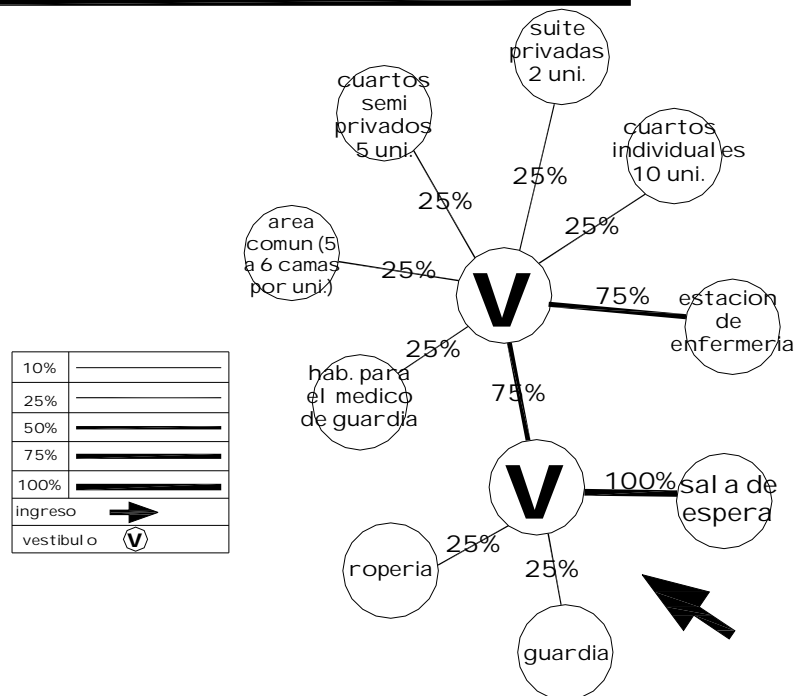 suite
privadas
2 uni.
cuartos
semi
privados
5 uni.
cuartos
individuales
10 uni.
25%
25%
25%
area
comun (5
a 6 camas
por uni.)
25%
V
75%
estacion
de
enfermeria
25%
hab. para
el medico
de guardia
75%
10%
25%
50%
75%
100%
ingreso
vestibulo V
V
100%
sala de
espera
25%
roperia
25%
guardia